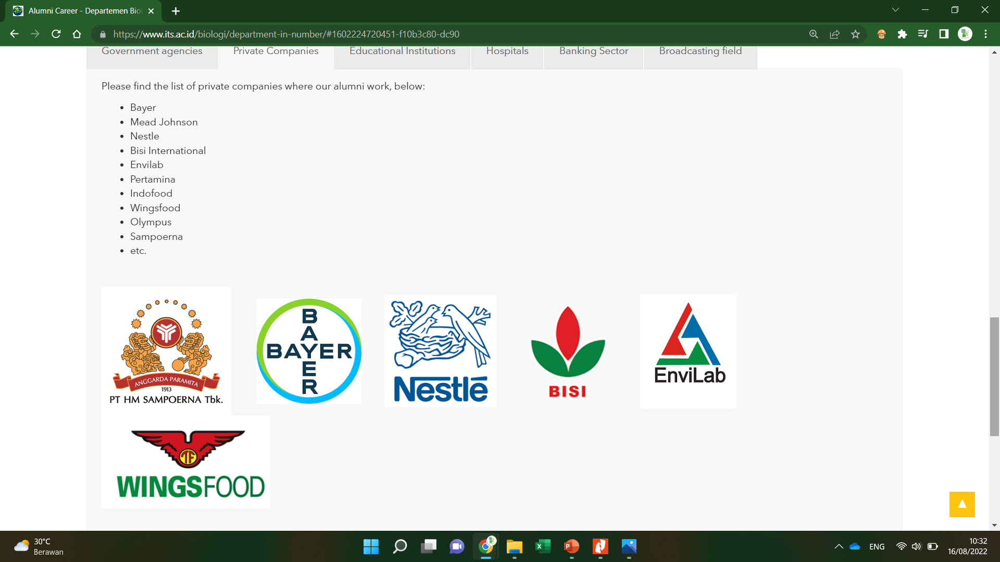 Alumni Career - Departemen Bio
https://www.its.ac.id/biologi/department-in-number/#1602224720451-f10b3c80-dc90
Government agencies Private Companies Educational Institutions Hospitals Banking Sector Broadcasting field
Please find the list of private companies where our alumni work, below:
• Bayer
• Mead Johnson
• Nestle
• Bisi International
• Envilab
• Pertamina
• Indofood
• Wingsfood
• Olympus
• Sampoerna
• etc.
ANGGARDA PARAMITA
1913
PT HM SAMPOERNA Tbk.
BAYER
BAYER
Nestlé
BISI
EnviLab
TF
WINGSFOOD
30°C
Berawan
ENG
10:32
16/08/2022